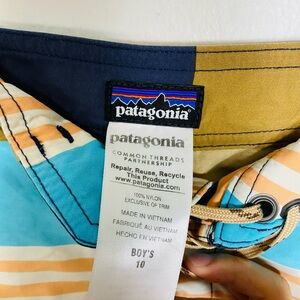 patagonia
patagonia
COMMON THREADS
PARTNERSHIP
Repair, Reuse, Recycle
This Product
www.patagonia.com
100% NYLON
EXCLUSIVE OF TRIM
MADE IN VIETNAM
FABRIQUÉ AU VIETNAM
HECHO EN VIETNAM
BOY'S
10